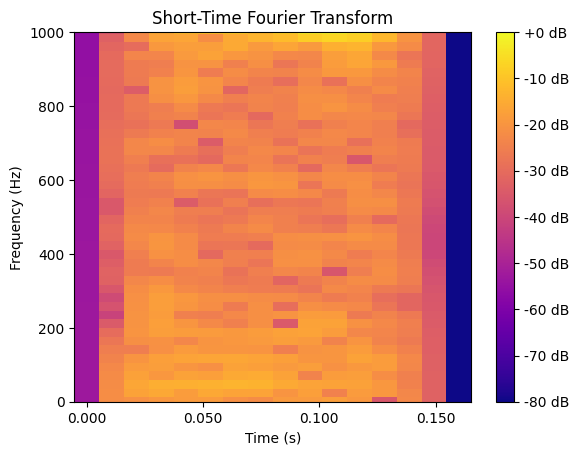 Short-Time Fourier Transform
Frequency (Hz)
1000
800
600
400
200
0
0.000
0.050
0.100
0.150
Time (s)
+0 dB
-10 dB
-20 dB
-30 dB
-40 dB
-50 dB
-60 dB
-70 dB
-80 dB